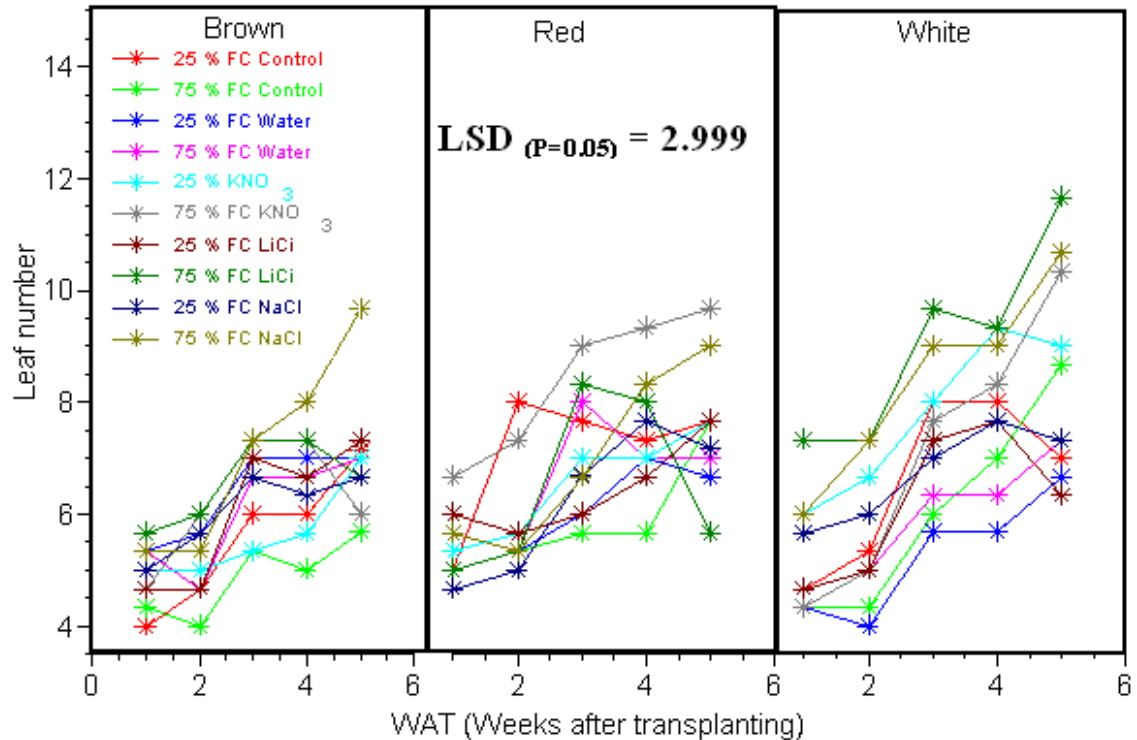 Brown
Red
White
25 % FC Control
75 % FC Control
25 % FC Water
75 % FC Water
25 % KNO 3
75 % FC KNO 3
25 % FC LiCi
75 % FC LiCi
25 % FC NaCl
75 % FC NaCl
LSD (P=0.05) = 2.999
Leaf number
14
12
10
8
6
4
0 2 4 6 2 4 6 2 4 6
WAT (Weeks after transplanting)